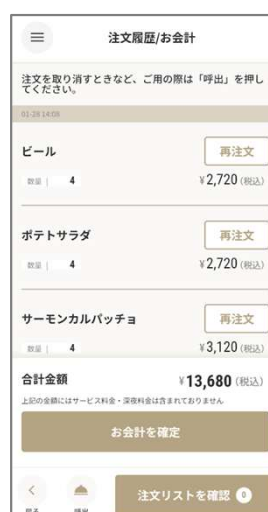 注文履歴/お会計
注文を取り消すときなど、ご用の際は「呼出」を押し
てください。
01-28 14:08
ビール
再注文
数量 | 4
¥2,720 (税込)
ポテトサラダ
再注文
数量 | 4
¥2,720 (税込)
サーモンカルパッチョ
再注文
数量 | 4
¥3,120 (税込)
合計金額
¥13,680 (税込)
上記の金額にはサービス料金・深夜料金は含まれておりません
お会計を確定
注文リストを確認 0
戻る
呼出